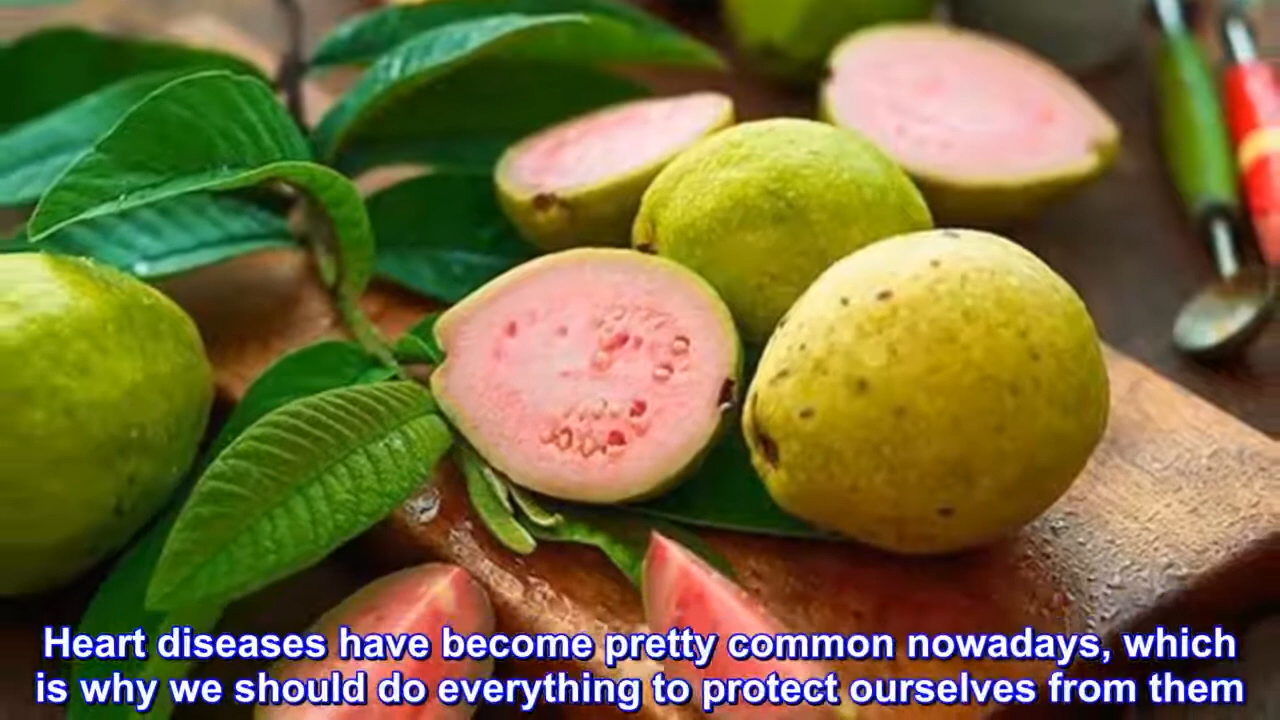 Heart diseases have become pretty common nowadays, which
is why we should do everything to protect ourselves from them